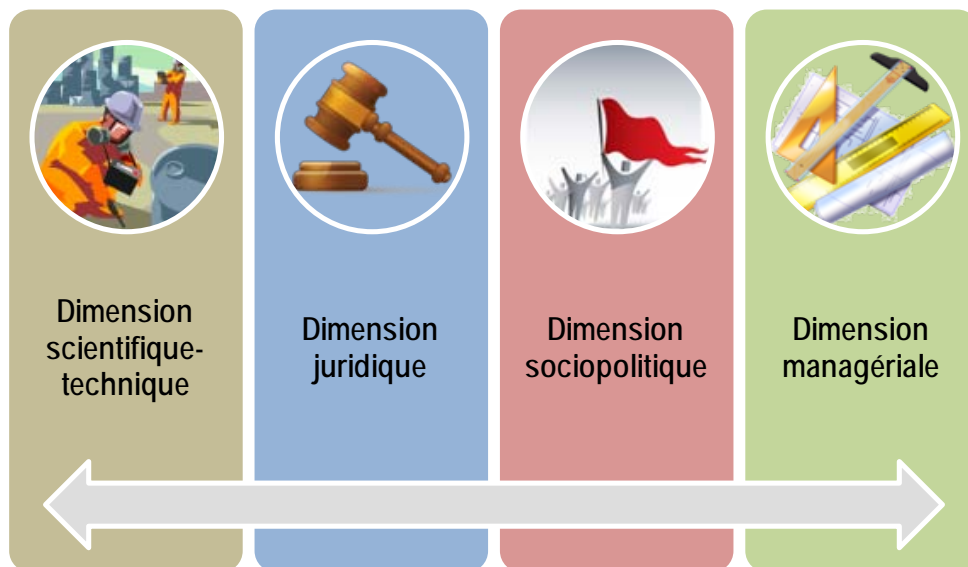 Dimension
scientifique-
technique
Dimension
juridique
Dimension
sociopolitique
Dimension
managériale